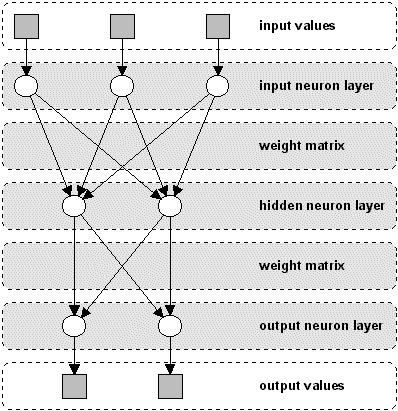 input values
input neuron layer
weight matrix
hidden neuron layer
weight matrix
output neuron layer
output values